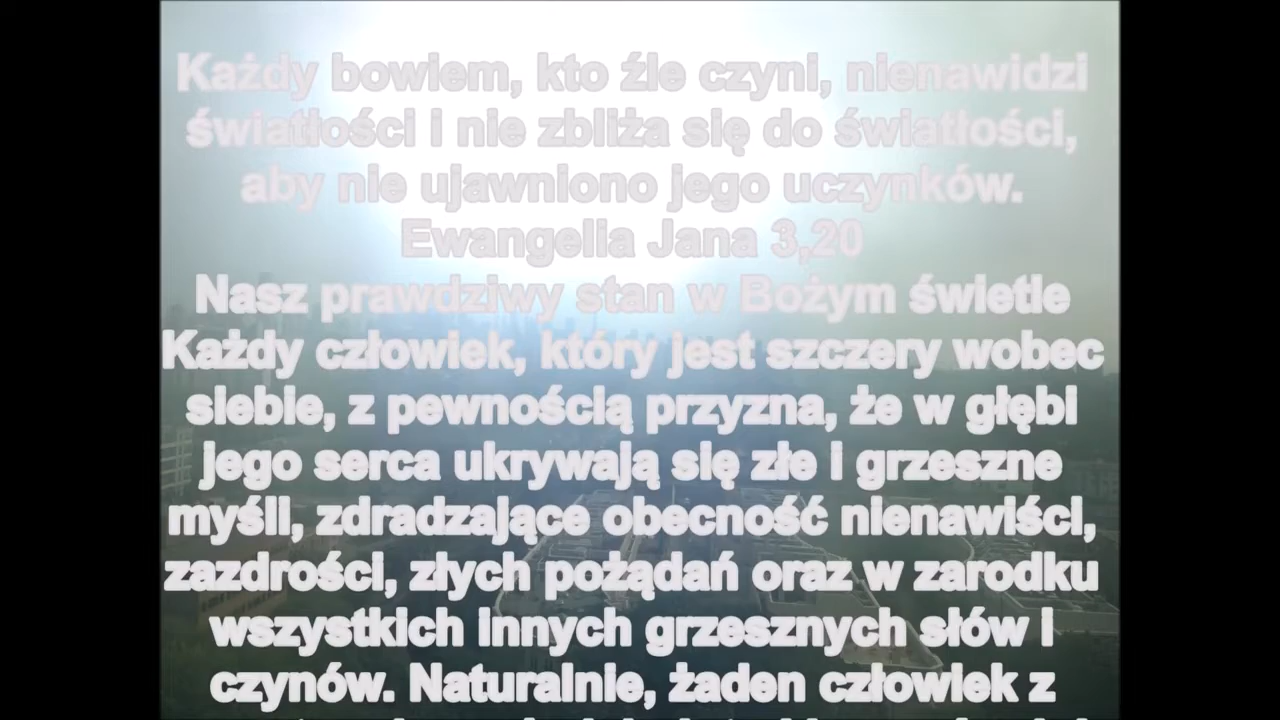 Każdy bowiem, kto źle czyni, nienawidzi
światłości i nie zbliża się do światłości,
aby nie ujawniono jego uczynków.
Ewangelia Jana 3,20
Nasz prawdziwy stan w Bożym świetle
Każdy człowiek, który jest szczery wobec
siebie, z pewnością przyzna, że w głębi
jego serca ukrywają się złe i grzeszne
myśli, zdradzające obecność nienawiści,
zazdrości, złych pożądań oraz w zarodku
wszystkich innych grzesznych słów i
czynów. Naturalnie, żaden człowiek z